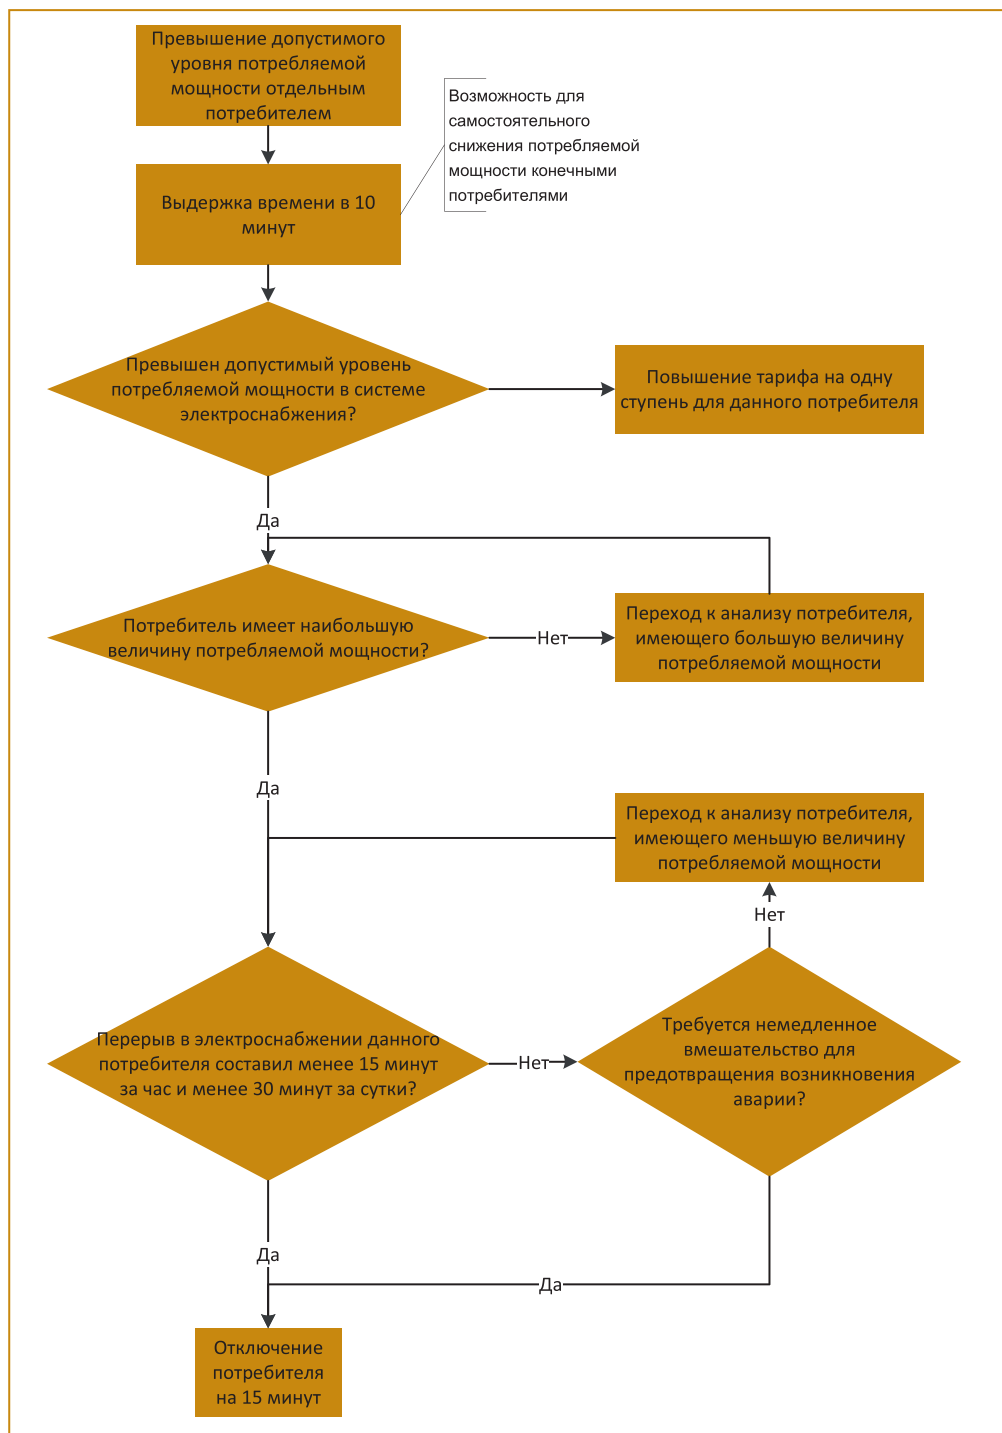 Превышение допустимого
уровня потребляемой
мощности отдельным
потребителем
Возможность для
самостоятельного
снижения потребляемой
мощности конечными
потребителями
Выдержка времени в 10
минут
Превышен допустимый уровень
потребляемой мощности в системе
электроснабжения?
Повышение тарифа на одну
ступень для данного потребителя
Да
Потребитель имеет наибольшую
величину потребляемой мощности?
Нет
Переход к анализу потребителя,
имеющего большую величину
потребляемой мощности
Да
Переход к анализу потребителя,
имеющего меньшую величину
потребляемой мощности
Нет
Перерыв в электроснабжении данного
потребителя составил менее 15 минут
за час и менее 30 минут за сутки?
Нет
Требуется немедленное
вмешательство для
предотвращения возникновения
аварии?
Да
Да
Отключение
потребителя
на 15 минут